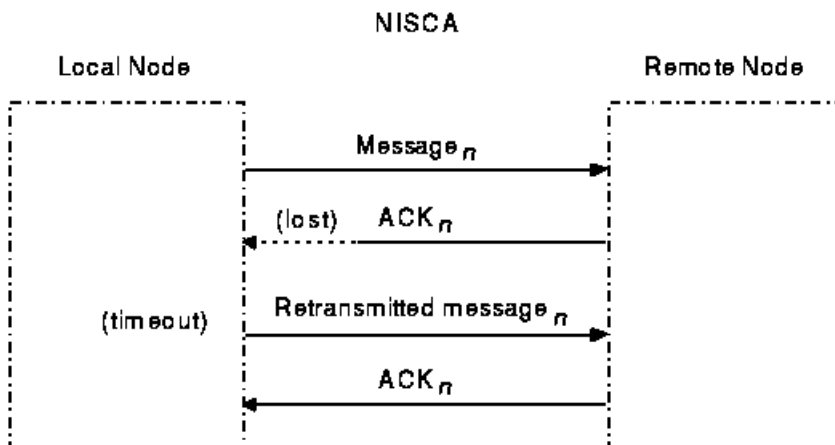 NISCA
Local Node Remote Node
Message n
(lost) ACK n
(timeout) Retransmitted message n
ACK n